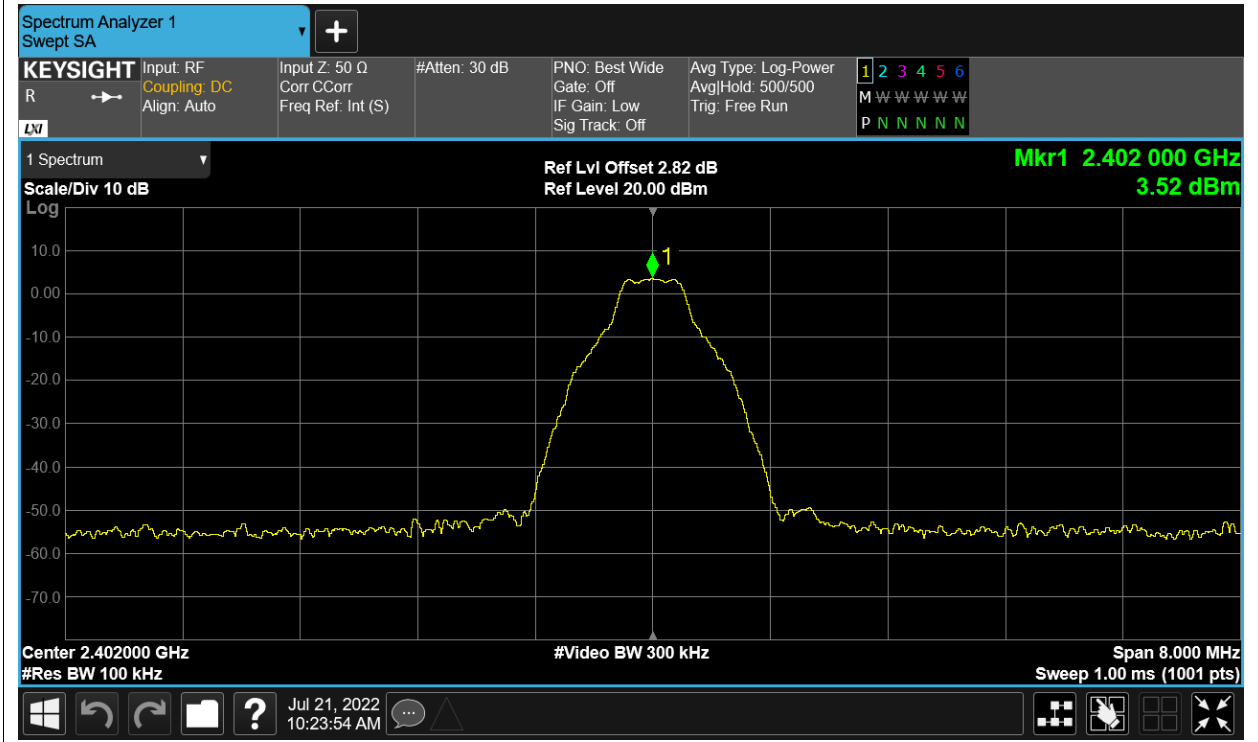 Spectrum Analyzer 1
Swept SA
KEYSIGHT
R
LXI
Input: RF
Coupling: DC
Align: Auto
Input Z: 50 Ω
Corr CCorr
Freq Ref: Int (S)
#Atten: 30 dB
PNO: Best Wide
Gate: Off
IF Gain: Low
Sig Track: Off
Avg Type: Log-Power
Avg|Hold: 500/500
Trig: Free Run
1 2 3 4 5 6
M W W W W W
P N N N N N
1 Spectrum
Scale/Div 10 dB
Log
Ref Lvl Offset 2.82 dB
Ref Level 20.00 dBm
Mkr1 2.402 000 GHz
3.52 dBm
1
10.0
0.00
-10.0
-20.0
-30.0
-40.0
-50.0
-60.0
-70.0
Center 2.402000 GHz
#Video BW 300 kHz
Span 8.000 MHz
#Res BW 100 kHz
Sweep 1.00 ms (1001 pts)
?
Jul 21, 2022
10:23:54 AM